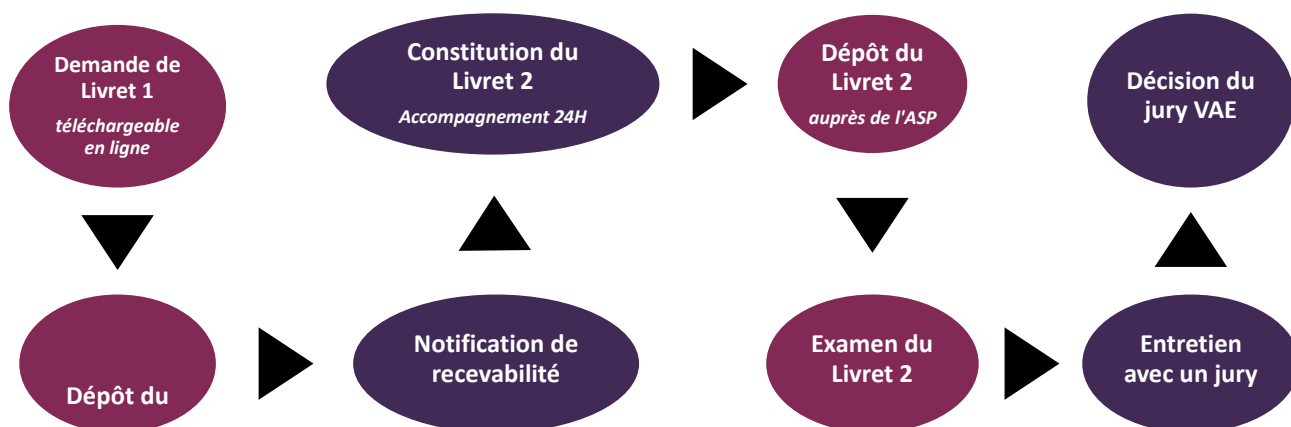 Demande de
Livret 1
téléchargeable
en ligne
Dépôt du
Notification de
recevabilité
Constitution du
Livret 2
Accompagnement 24H
Dépôt du
Livret 2
auprès de l'ASP
Examen du
Livret 2
Entretien
avec un jury
Décision du
jury VAE